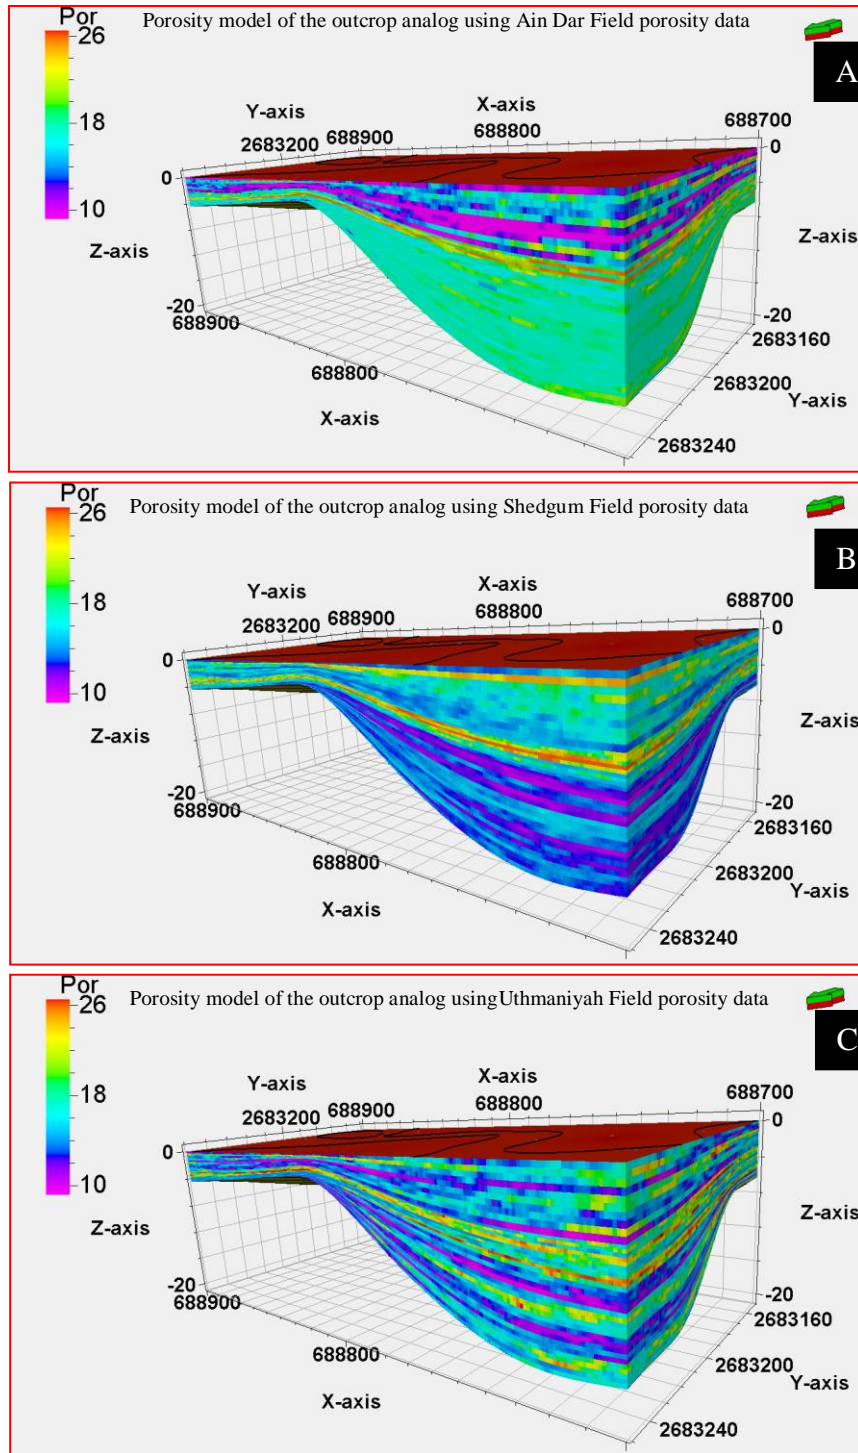 Por
26
18
10
Porosity model of the outcrop analog using Ain Dar Field porosity data
A
Y-axis
X-axis
2683200
688900
688800
688700
0
0
Z-axis
Z-axis
-20
-20
688900
2683160
688800
2683200
X-axis
Y-axis
2683240
Por
26
18
10
Porosity model of the outcrop analog using Shedgum Field porosity data
B
Y-axis
X-axis
2683200
688900
688800
688700
0
0
Z-axis
Z-axis
-20
-20
688900
2683160
688800
2683200
X-axis
Y-axis
2683240
Por
26
18
10
Porosity model of the outcrop analog usingUthmaniyah Field porosity data
C
Y-axis
X-axis
2683200
688900
688800
688700
0
0
Z-axis
Z-axis
-20
-20
688900
2683160
688800
2683200
X-axis
Y-axis
2683240